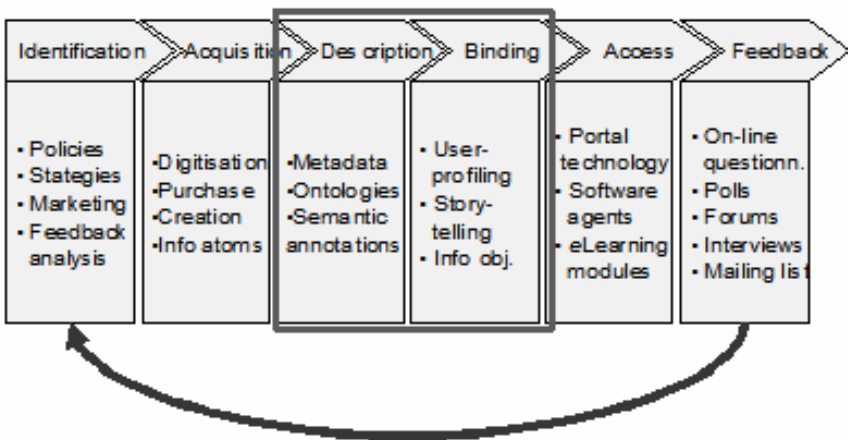 Identification
Acquisition
Description
Binding
Access
Feedback
• Policies
• Stategies
• Marketing
• Feedback
analysis
•Digitisation
•Purchase
•Creation
•Info atoms
•Metadata
•Ontologies
•Semantic
annotations
• User-
profiling
• Story-
telling
• Info obj.
• Portal
technology
• Software
agents
• eLearning
modules
• On-line
questionn.
• Polls
• Forums
• Interviews
• Mailing list